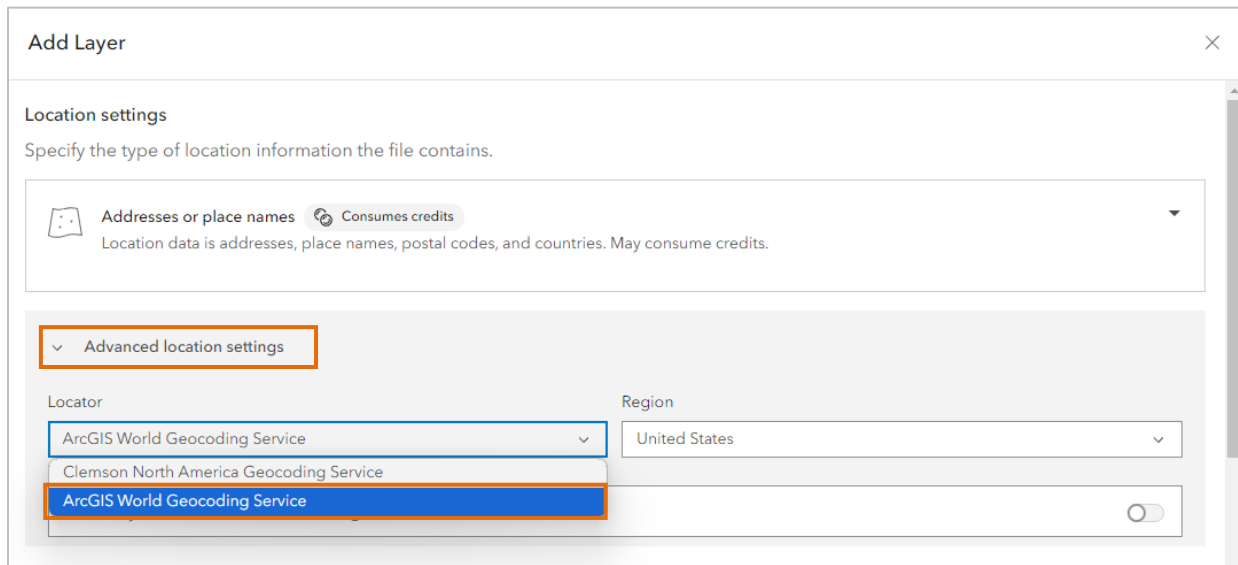 Add Layer
Location settings
Specify the type of location information the file contains.
Addresses or place names Consumes credits
Location data is addresses, place names, postal codes, and countries. May consume credits.
Advanced location settings
Locator Region
ArcGIS World Geocoding Service United States
Clemson North America Geocoding Service
ArcGIS World Geocoding Service